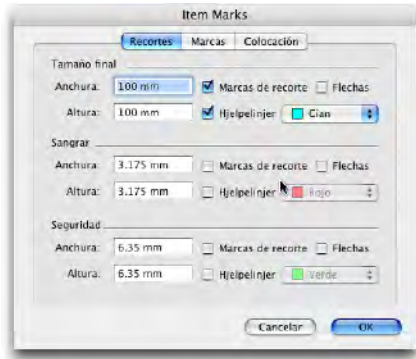 Item Marks
Recortes Marcas Colocación
Tamaño final
Anchura: 100 mm Marcas de recorte Flechas
Altura: 100 mm Hjelpelinjer Cian
Sangrar
Anchura: 3.175 mm Marcas de recorte Flechas
Altura: 3.175 mm Hjelpelinjer Rojo
Seguridad
Anchura: 6.35 mm Marcas de recorte Flechas
Altura: 6.35 mm Hjelpelinjer Verde
Cancelar OK